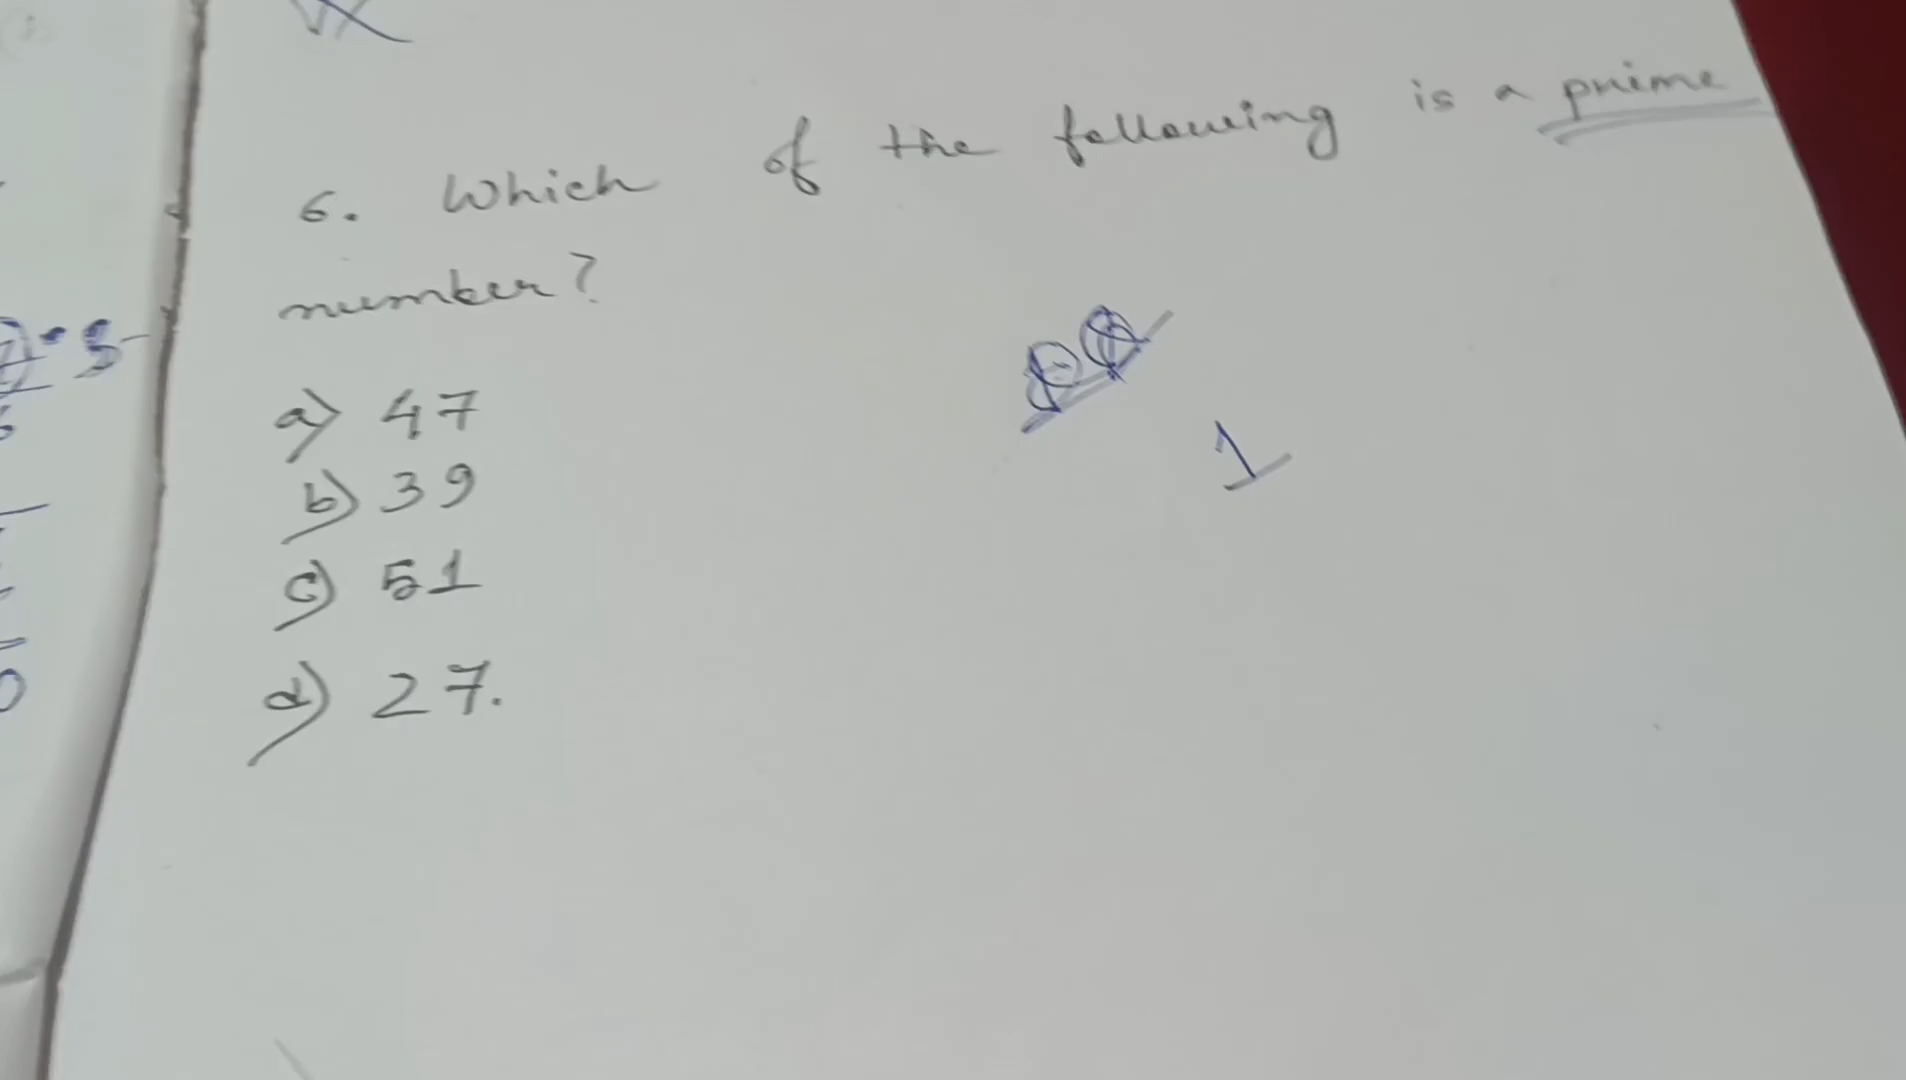 6. Which of the following is a prime
number?
a) 47
b) 39
c) 51
d) 27.
1